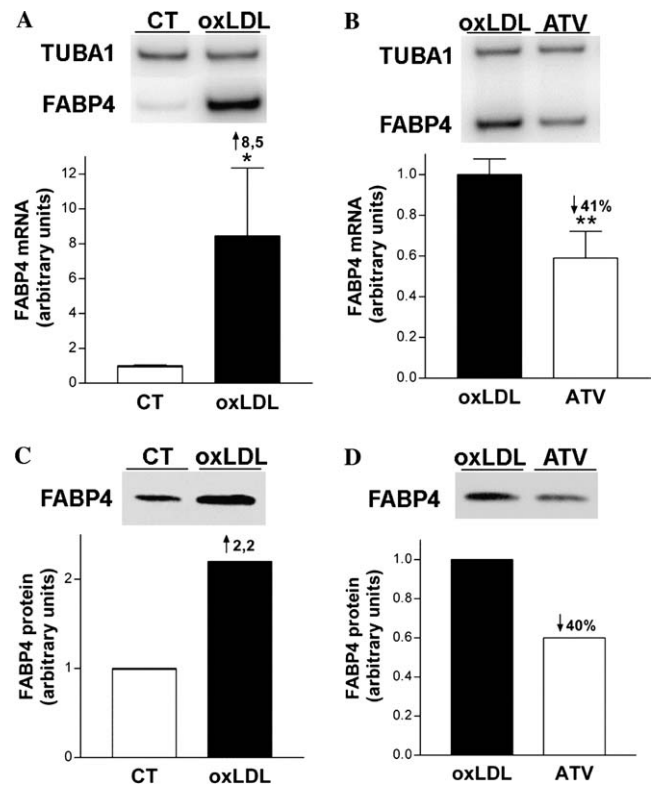 A
CT oxLDL
TUBA1
FABP4
↑8,5
*
FABP4 mRNA
(arbitrary units)
12
10
8
6
4
2
0
CT oxLDL
B
oxLDL ATV
TUBA1
FABP4
↓41%
**
FABP4 mRNA
(arbitrary units)
1.0
0.8
0.6
0.4
0.2
0.0
oxLDL ATV
C
CT oxLDL
FABP4
↑2,2
FABP4 protein
(arbitrary units)
2
1
0
CT oxLDL
D
oxLDL ATV
FABP4
↓40%
FABP4 protein
(arbitrary units)
1.0
0.8
0.6
0.4
0.2
0.0
oxLDL ATV